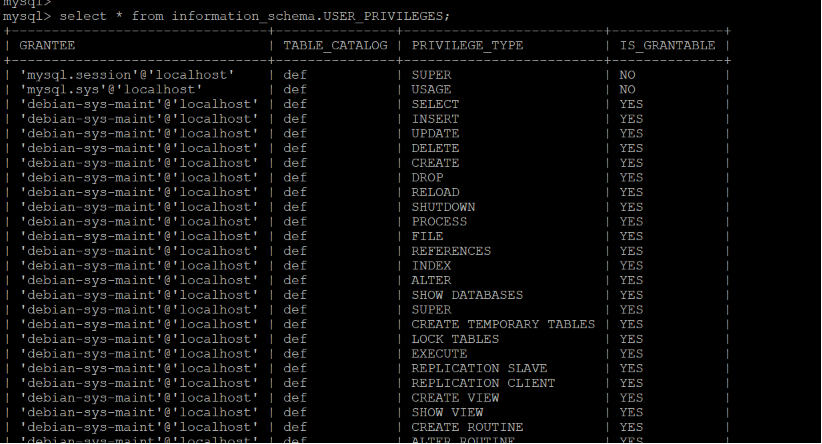 mysql>
mysql> select * from information_schema.USER_PRIVILEGES;
+-------------------------------+---------------+-------------------------+--------------+
| GRANTEE | TABLE_CATALOG | PRIVILEGE_TYPE | IS_GRANTABLE |
+-------------------------------+---------------+-------------------------+--------------+
| 'mysql.session'@'localhost' | def | SUPER | NO |
| 'mysql.sys'@'localhost' | def | USAGE | NO |
| 'debian-sys-maint'@'localhost' | def | SELECT | YES |
| 'debian-sys-maint'@'localhost' | def | INSERT | YES |
| 'debian-sys-maint'@'localhost' | def | UPDATE | YES |
| 'debian-sys-maint'@'localhost' | def | DELETE | YES |
| 'debian-sys-maint'@'localhost' | def | CREATE | YES |
| 'debian-sys-maint'@'localhost' | def | DROP | YES |
| 'debian-sys-maint'@'localhost' | def | RELOAD | YES |
| 'debian-sys-maint'@'localhost' | def | SHUTDOWN | YES |
| 'debian-sys-maint'@'localhost' | def | PROCESS | YES |
| 'debian-sys-maint'@'localhost' | def | FILE | YES |
| 'debian-sys-maint'@'localhost' | def | REFERENCES | YES |
| 'debian-sys-maint'@'localhost' | def | INDEX | YES |
| 'debian-sys-maint'@'localhost' | def | ALTER | YES |
| 'debian-sys-maint'@'localhost' | def | SHOW DATABASES | YES |
| 'debian-sys-maint'@'localhost' | def | SUPER | YES |
| 'debian-sys-maint'@'localhost' | def | CREATE TEMPORARY TABLES | YES |
| 'debian-sys-maint'@'localhost' | def | LOCK TABLES | YES |
| 'debian-sys-maint'@'localhost' | def | EXECUTE | YES |
| 'debian-sys-maint'@'localhost' | def | REPLICATION SLAVE | YES |
| 'debian-sys-maint'@'localhost' | def | REPLICATION CLIENT | YES |
| 'debian-sys-maint'@'localhost' | def | CREATE VIEW | YES |
| 'debian-sys-maint'@'localhost' | def | SHOW VIEW | YES |
| 'debian-sys-maint'@'localhost' | def | CREATE ROUTINE | YES |
| 'debian-sys-maint'@'localhost' | def | ALTER ROUTINE | YES |